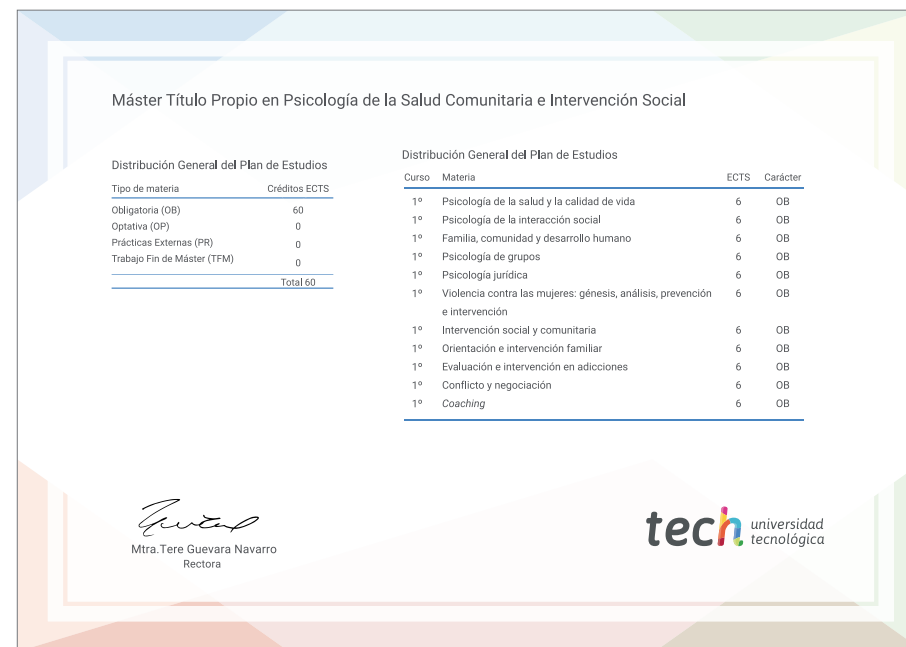 Máster Título Propio en Psicología de la Salud Comunitaria e Intervención Social
Distribución General del Plan de Estudios
Tipo de materia Créditos ECTS
Obligatoria (OB) 60
Optativa (OP) 0
Prácticas Externas (PR) 0
Trabajo Fin de Máster (TFM) 0
Total 60
Distribución General del Plan de Estudios
Curso Materia ECTS Carácter
1º Psicología de la salud y la calidad de vida 6 OB
1º Psicología de la interacción social 6 OB
1º Familia, comunidad y desarrollo humano 6 OB
1º Psicología de grupos 6 OB
1º Psicología jurídica 6 OB
1º Violencia contra las mujeres: génesis, análisis, prevención 6 OB
e intervención
1º Intervención social y comunitaria 6 OB
1º Orientación e intervención familiar 6 OB
1º Evaluación e intervención en adicciones 6 OB
1º Conflicto y negociación 6 OB
1º Coaching 6 OB
Mtra.Tere Guevara Navarro
Rectora
tech universidad
tecnológica